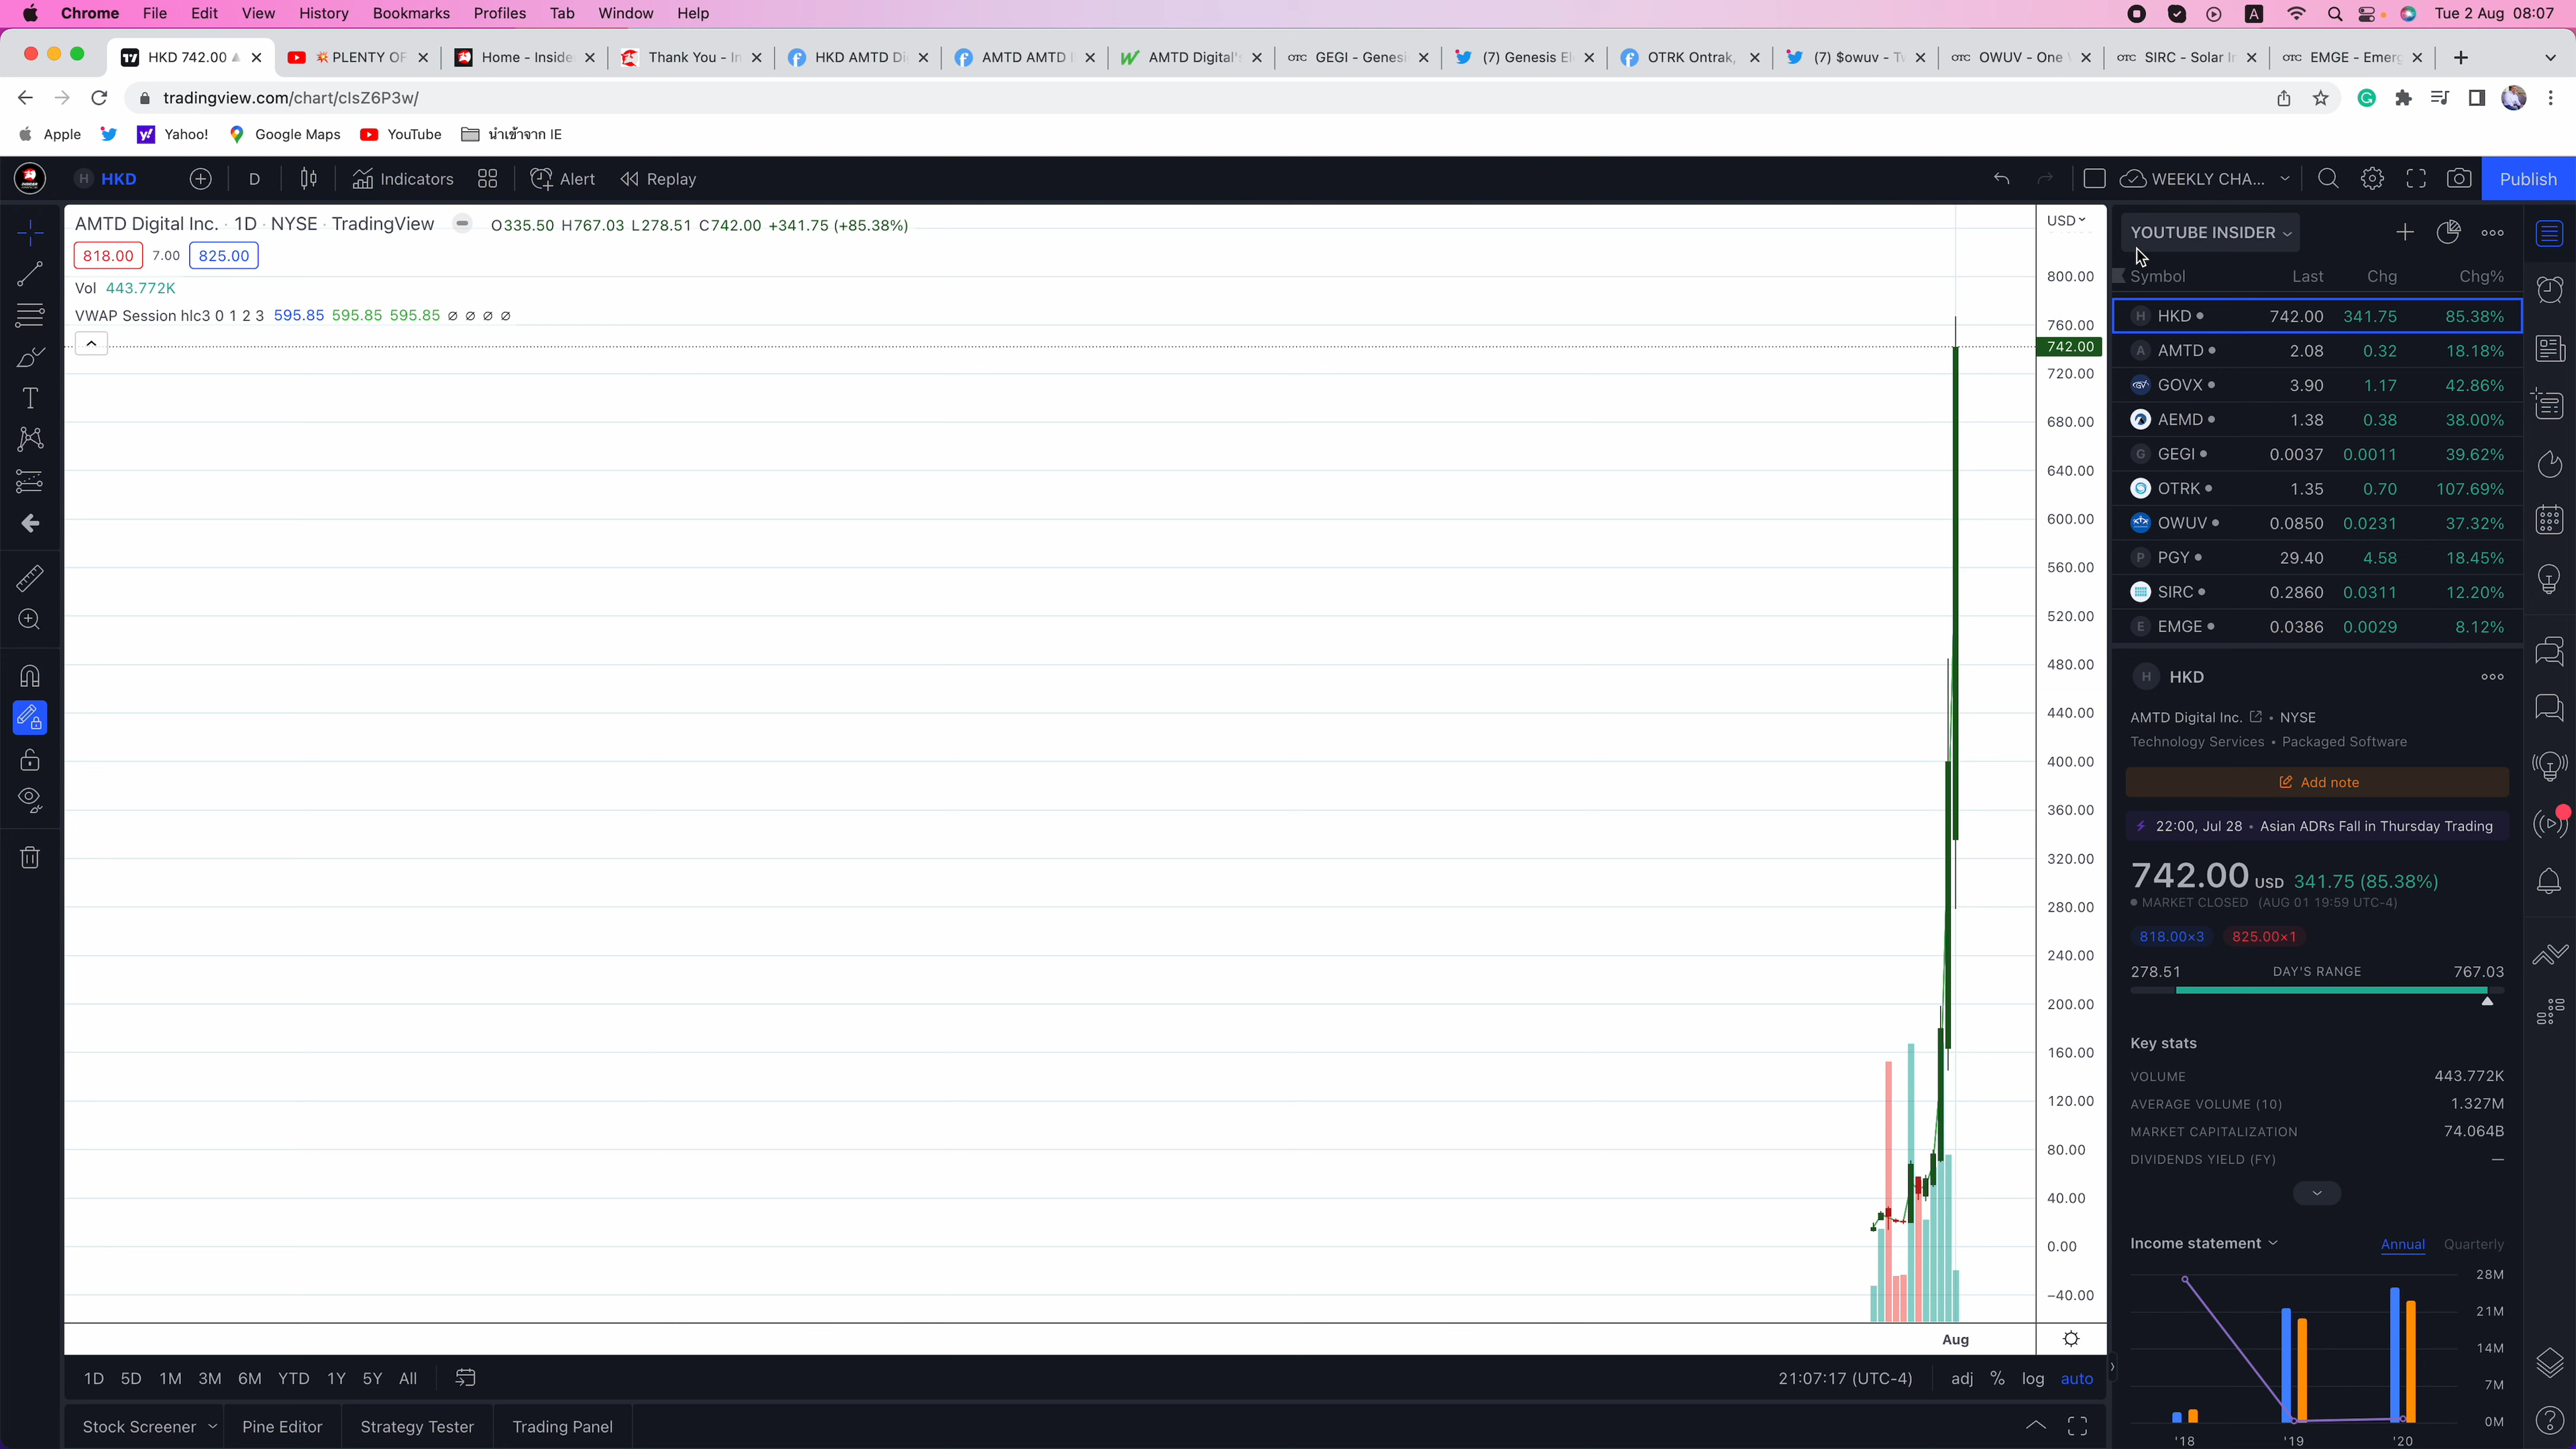 Chrome File Edit View History Bookmarks Profiles Tab Window Help A Tue 2 Aug 08:07
HKD 742.00 PLENTY OF Home - Inside Thank You - In HKD AMTD Di AMTD AMTD AMTD Digital's OTC GEGI - Genesi (7) Genesis El OTRK Ontrak, (7) $owuv - Tw OTC OWUV - One OTC SIRC - Solar In OTC EMGE - Emerg
tradingview.com/chart/clsZ6P3w/
Apple Yahoo! Google Maps YouTube นำเข้าจาก IE
H HKD D Indicators Alert Replay WEEKLY CHA... Publish
AMTD Digital Inc. · 1D · NYSE · TradingView O335.50 H767.03 L278.51 C742.00 +341.75 (+85.38%)
818.00 7.00 825.00
Vol 443.772K
VWAP Session hlc3 0 1 2 3 595.85 595.85 595.85 ∅ ∅ ∅ ∅
USD
800.00
760.00
742.00
720.00
680.00
640.00
600.00
560.00
520.00
480.00
440.00
400.00
360.00
320.00
280.00
240.00
200.00
160.00
120.00
80.00
40.00
0.00
−40.00
Aug
1D 5D 1M 3M 6M YTD 1Y 5Y All 21:07:17 (UTC-4) adj % log auto
Stock Screener Pine Editor Strategy Tester Trading Panel
YOUTUBE INSIDER
Symbol Last Chg Chg%
H HKD 742.00 341.75 85.38%
A AMTD 2.08 0.32 18.18%
GOVX 3.90 1.17 42.86%
AEMD 1.38 0.38 38.00%
G GEGI 0.0037 0.0011 39.62%
OTRK 1.35 0.70 107.69%
OWUV 0.0850 0.0231 37.32%
P PGY 29.40 4.58 18.45%
SIRC 0.2860 0.0311 12.20%
E EMGE 0.0386 0.0029 8.12%
H HKD
AMTD Digital Inc. • NYSE
Technology Services • Packaged Software
Add note
22:00, Jul 28 • Asian ADRs Fall in Thursday Trading
742.00 USD 341.75 (85.38%)
MARKET CLOSED (AUG 01 19:59 UTC-4)
818.00×3 825.00×1
278.51 DAY'S RANGE 767.03
Key stats
VOLUME 443.772K
AVERAGE VOLUME (10) 1.327M
MARKET CAPITALIZATION 74.064B
DIVIDENDS YIELD (FY) —
Income statement Annual Quarterly
28M
21M
14M
7M
0M
'18 '19 '20